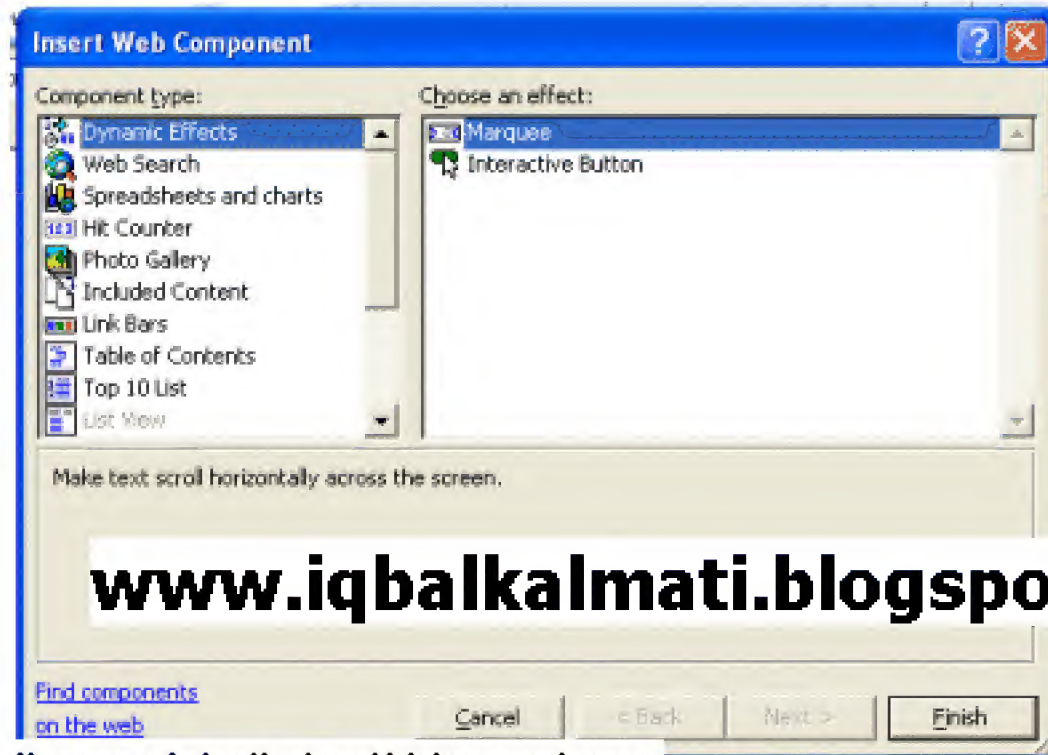 Insert Web Component
Component type:
Choose an effect:
Dynamic Effects
Web Search
Spreadsheets and charts
Hit Counter
Photo Gallery
Included Content
Link Bars
Table of Contents
Top 10 List
List View
Marquee
Interactive Button
Make text scroll horizontally across the screen.
www.iqbalkalmati.blogspo
Find components
on the web
Cancel
< Back
Next >
Finish